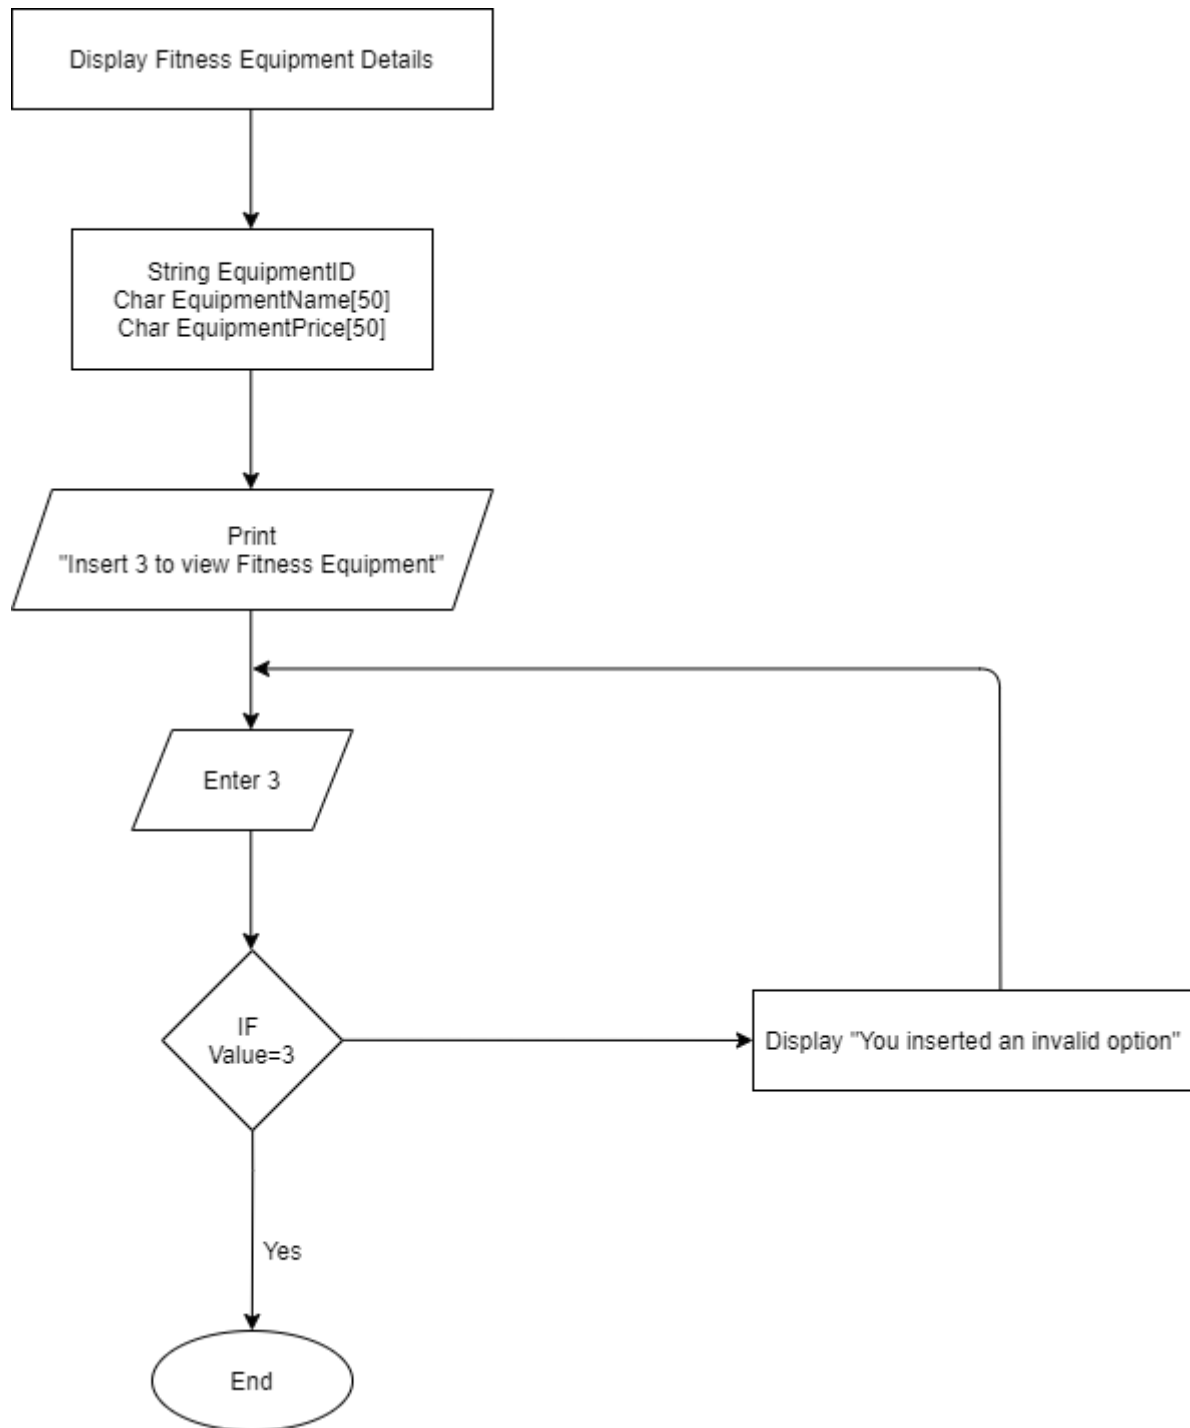 Display Fitness Equipment Details
String EquipmentID
Char EquipmentName[50]
Char EquipmentPrice[50]
Print
"Insert 3 to view Fitness Equipment"
Enter 3
IF
Value=3
Display "You inserted an invalid option"
Yes
End